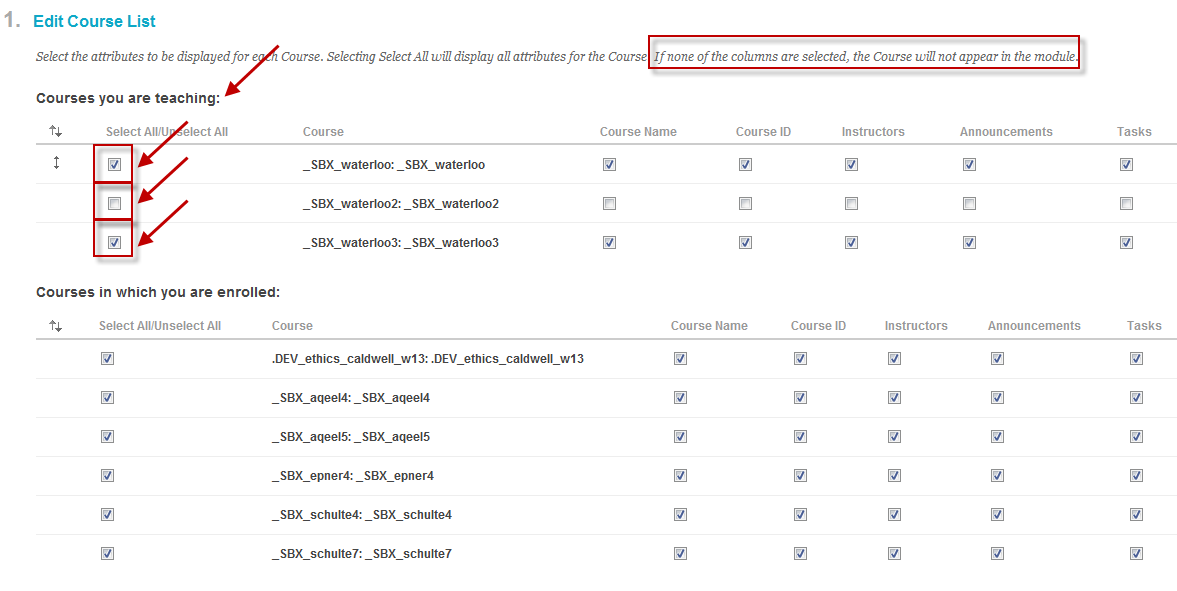 1. Edit Course List
Select the attributes to be displayed for each Course. Selecting Select All will display all attributes for the Course. If none of the columns are selected, the Course will not appear in the module.
Courses you are teaching:
Select All/Unselect All Course Course Name Course ID Instructors Announcements Tasks
_SBX_waterloo: _SBX_waterloo
_SBX_waterloo2: _SBX_waterloo2
_SBX_waterloo3: _SBX_waterloo3
Courses in which you are enrolled:
Select All/Unselect All Course Course Name Course ID Instructors Announcements Tasks
.DEV_ethics_caldwell_w13: .DEV_ethics_caldwell_w13
_SBX_aqeel4: _SBX_aqeel4
_SBX_aqeel5: _SBX_aqeel5
_SBX_epner4: _SBX_epner4
_SBX_schulte4: _SBX_schulte4
_SBX_schulte7: _SBX_schulte7